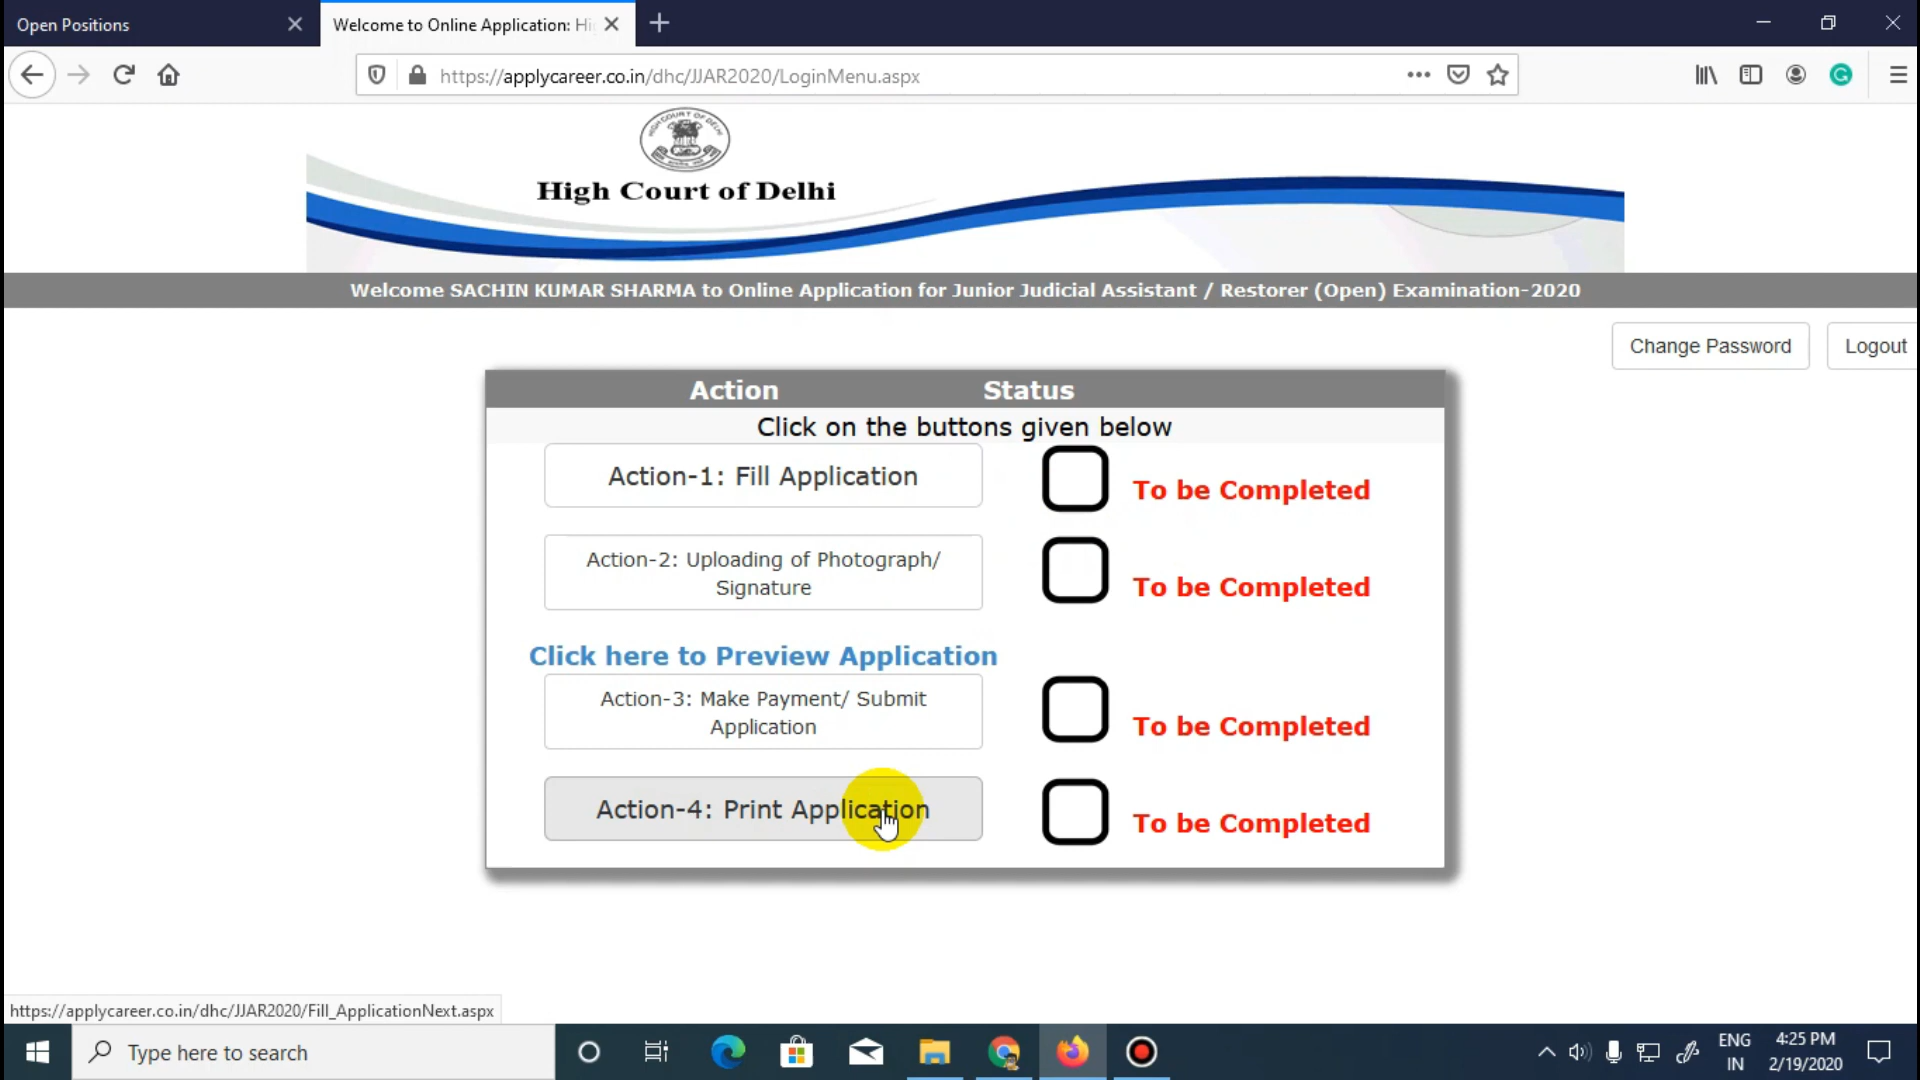 Open Positions
Welcome to Online Application: Hi
https://applycareer.co.in/dhc/JJAR2020/LoginMenu.aspx
HIGH COURT OF DELHI
High Court of Delhi
Welcome SACHIN KUMAR SHARMA to Online Application for Junior Judicial Assistant / Restorer (Open) Examination-2020
Change Password
Logout
Action Status
Click on the buttons given below
Action-1: Fill Application
To be Completed
Action-2: Uploading of Photograph/
Signature
To be Completed
Click here to Preview Application
Action-3: Make Payment/ Submit
Application
To be Completed
Action-4: Print Application
To be Completed
https://applycareer.co.in/dhc/JJAR2020/Fill_ApplicationNext.aspx
Type here to search
ENG
IN
4:25 PM
2/19/2020